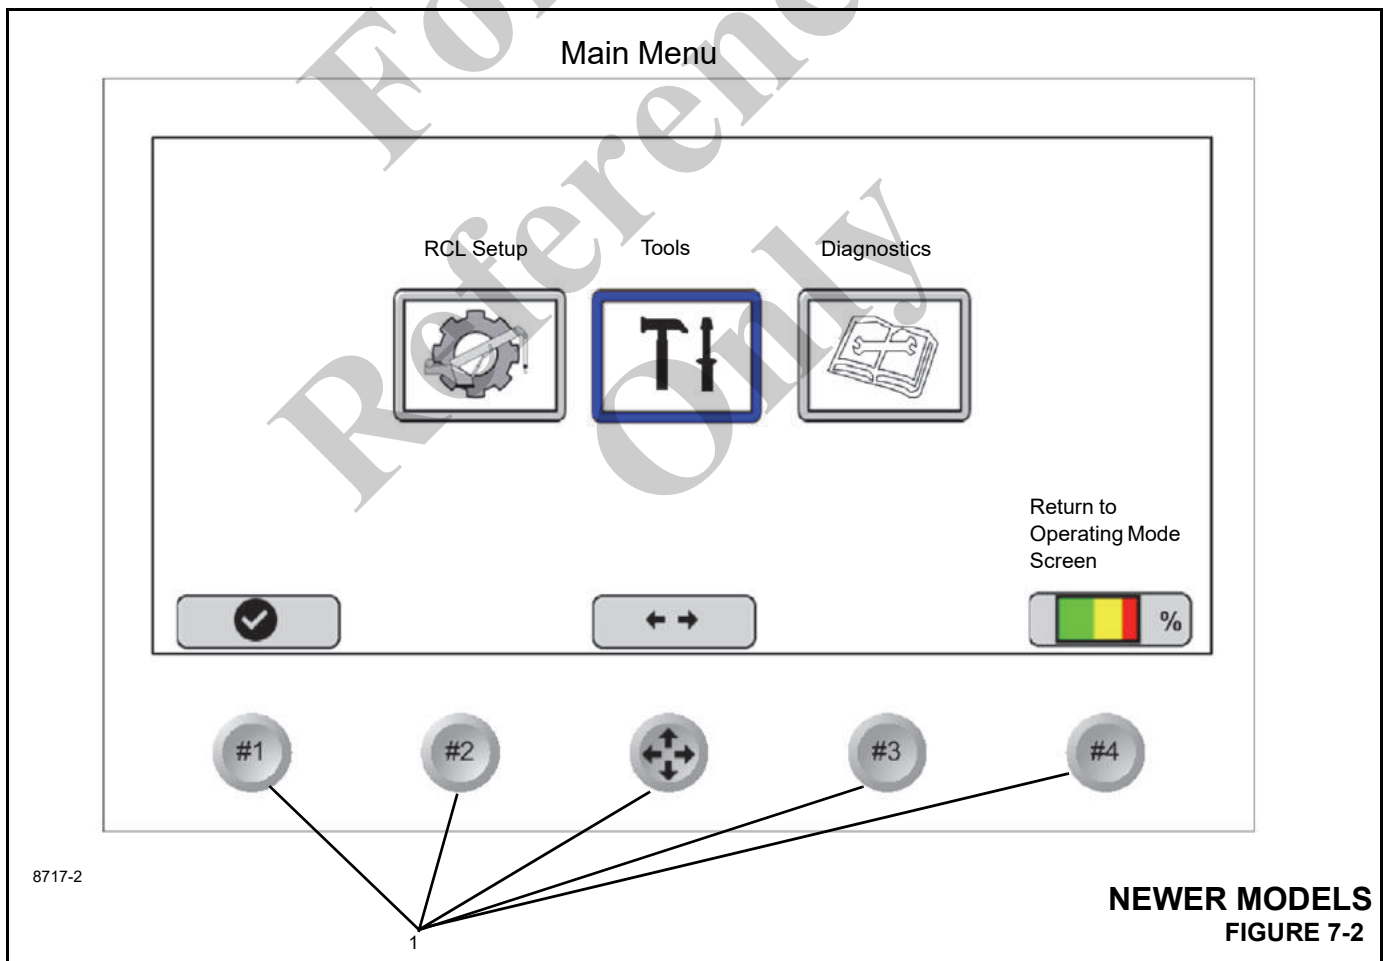 Main Menu
RCL Setup
Tools
Diagnostics
Return to
Operating Mode
Screen
%
#1
#2
#3
#4
8717-2
1
NEWER MODELS
FIGURE 7-2
For
Reference
Only